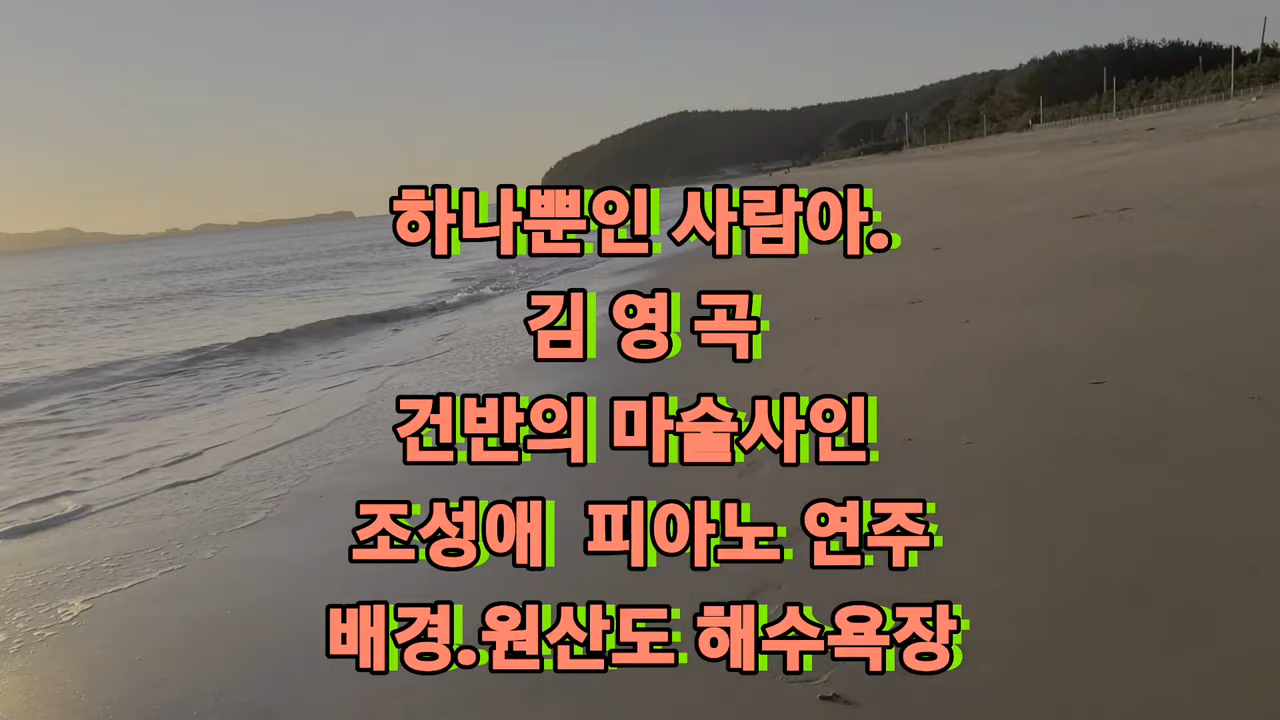 하나뿐인 사람아.
김 영 곡
건반의 마술사인
조성애 피아노 연주
배경.원산도 해수욕장